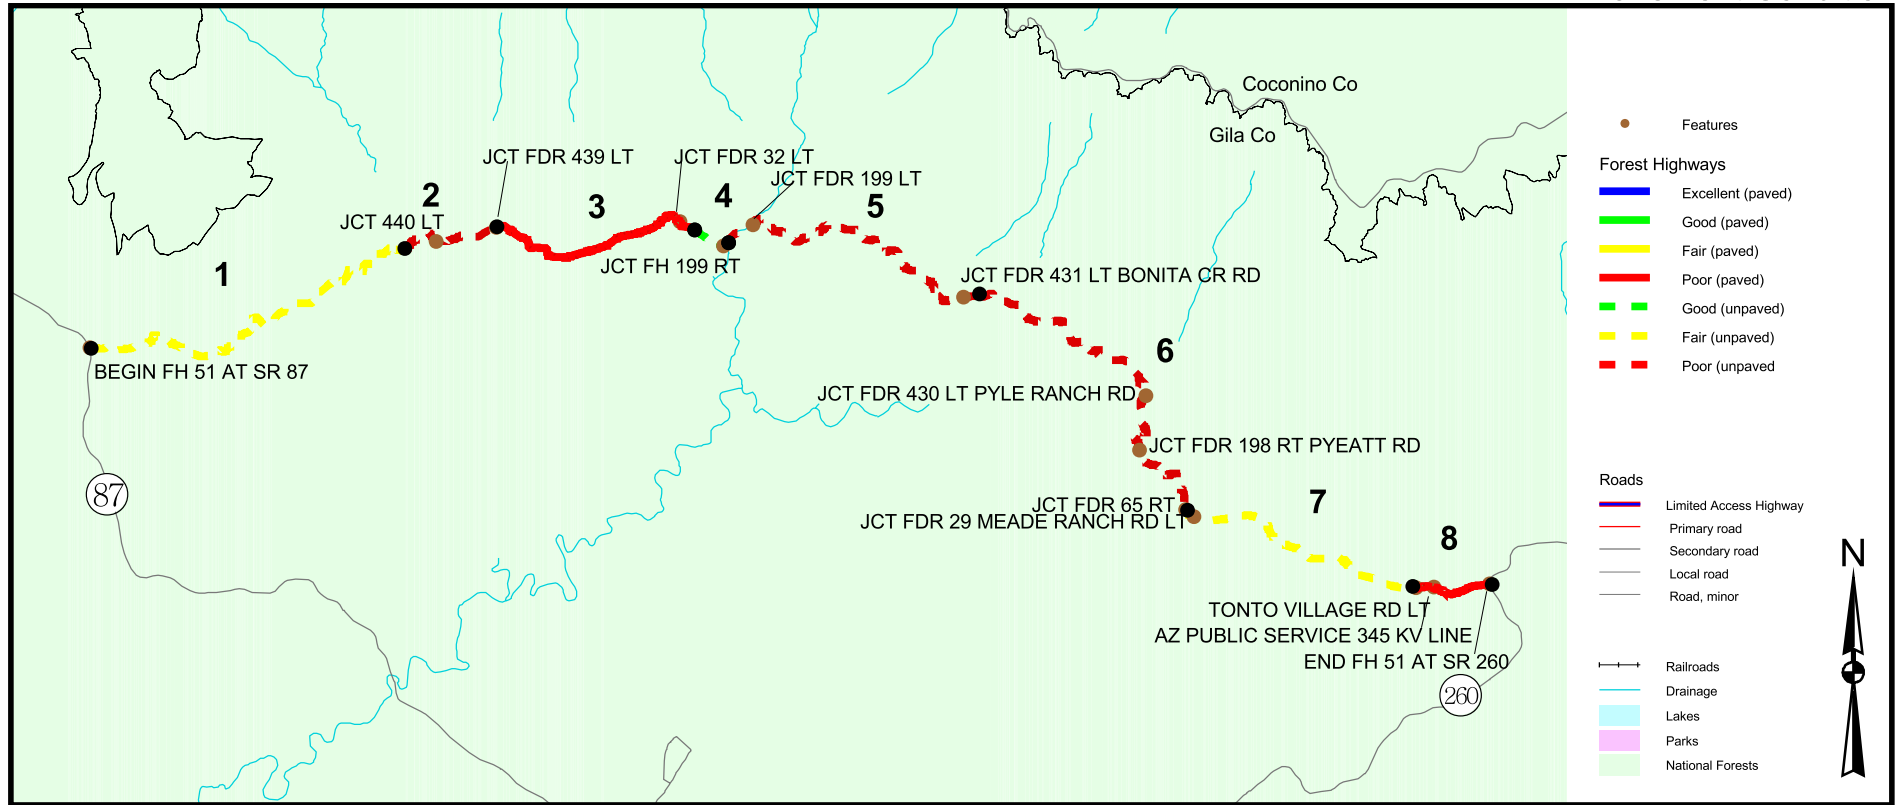 Coconino Co
Gila Co
JCT FDR 439 LT
JCT FDR 32 LT
JCT FDR 199 LT
2
3
4
5
JCT 440 LT
1
JCT FH 199 RT
JCT FDR 431 LT BONITA CR RD
BEGIN FH 51 AT SR 87
6
JCT FDR 430 LT PYLE RANCH RD
JCT FDR 198 RT PYEATT RD
87
JCT FDR 65 RT
JCT FDR 29 MEADE RANCH RD LT
7
8
TONTO VILLAGE RD LT
AZ PUBLIC SERVICE 345 KV LINE
END FH 51 AT SR 260
260
Features
Forest Highways
Excellent (paved)
Good (paved)
Fair (paved)
Poor (paved)
Good (unpaved)
Fair (unpaved)
Poor (unpaved
Roads
Limited Access Highway
Primary road
Secondary road
Local road
Road, minor
N
Railroads
Drainage
Lakes
Parks
National Forests